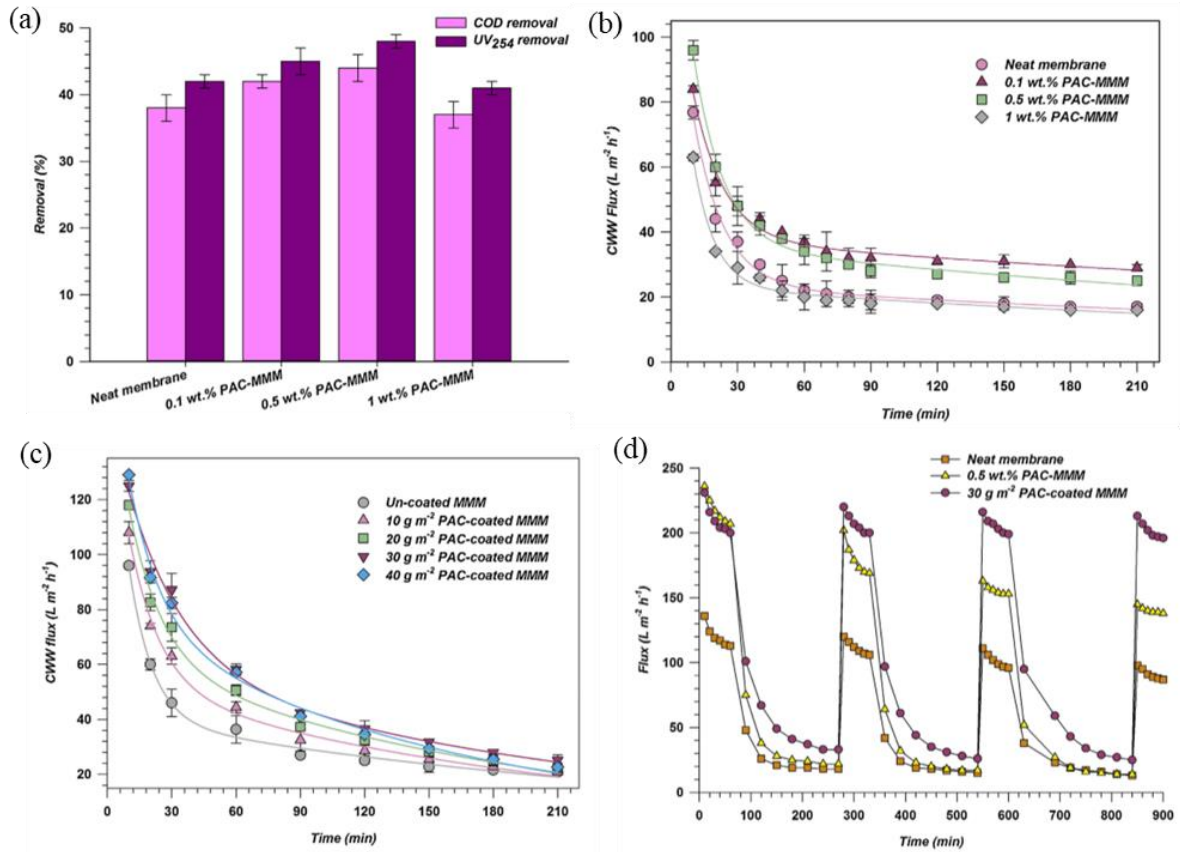 (a)
COD removal
UV254 removal
50
40
30
20
10
0
Removal (%)
Neat membrane
0.1 wt.% PAC-MMM
0.5 wt.% PAC-MMM
1 wt.% PAC-MMM
(b)
Neat membrane
0.1 wt.% PAC-MMM
0.5 wt.% PAC-MMM
1 wt.% PAC-MMM
100
80
60
40
20
0
CWW Flux (L m-2 h-1)
0 30 60 90 120 150 180 210
Time (min)
(c)
Un-coated MMM
10 g m-2 PAC-coated MMM
20 g m-2 PAC-coated MMM
30 g m-2 PAC-coated MMM
40 g m-2 PAC-coated MMM
120
100
80
60
40
20
CWW flux (L m-2 h-1)
0 30 60 90 120 150 180 210
Time (min)
(d)
Neat membrane
0.5 wt.% PAC-MMM
30 g m-2 PAC-coated MMM
250
200
150
100
50
0
Flux (L m-2 h-1)
0 100 200 300 400 500 600 700 800 900
Time (min)